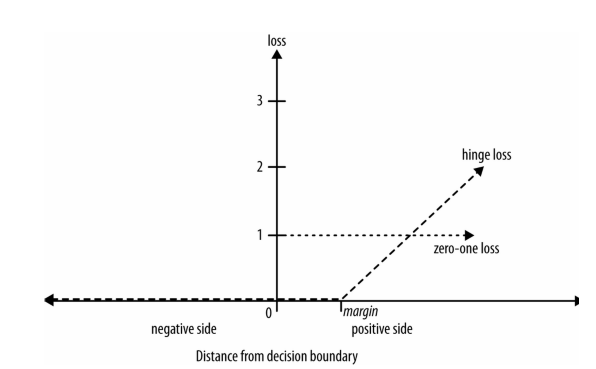 loss
3
2
hinge loss
1
zero-one loss
0
margin
negative side
positive side
Distance from decision boundary